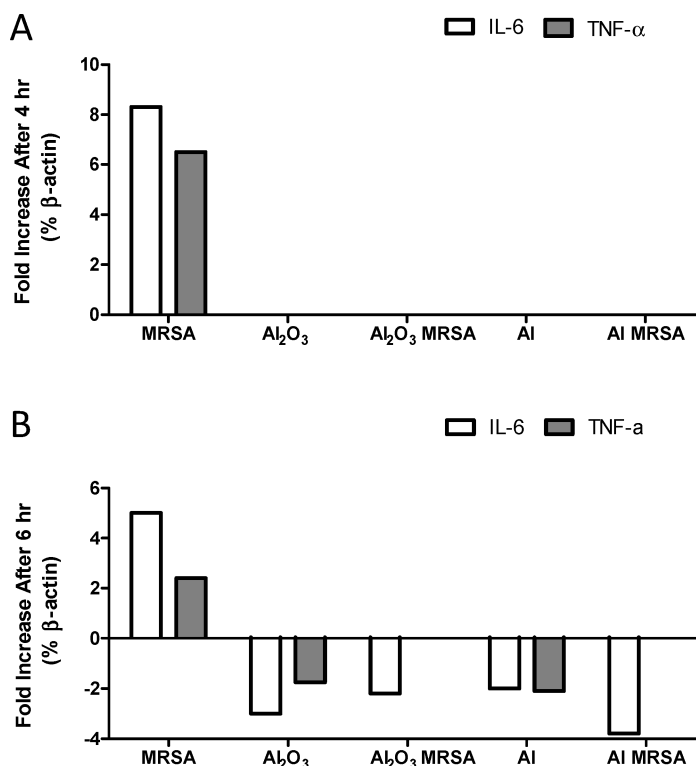 A
IL-6 TNF-α
Fold Increase After 4 hr
(% β-actin)
10
8
6
4
2
0
MRSA Al₂O₃ Al₂O₃ MRSA Al Al MRSA
B
IL-6 TNF-a
Fold Increase After 6 hr
(% β-actin)
6
4
2
0
-2
-4
MRSA Al₂O₃ Al₂O₃ MRSA Al Al MRSA